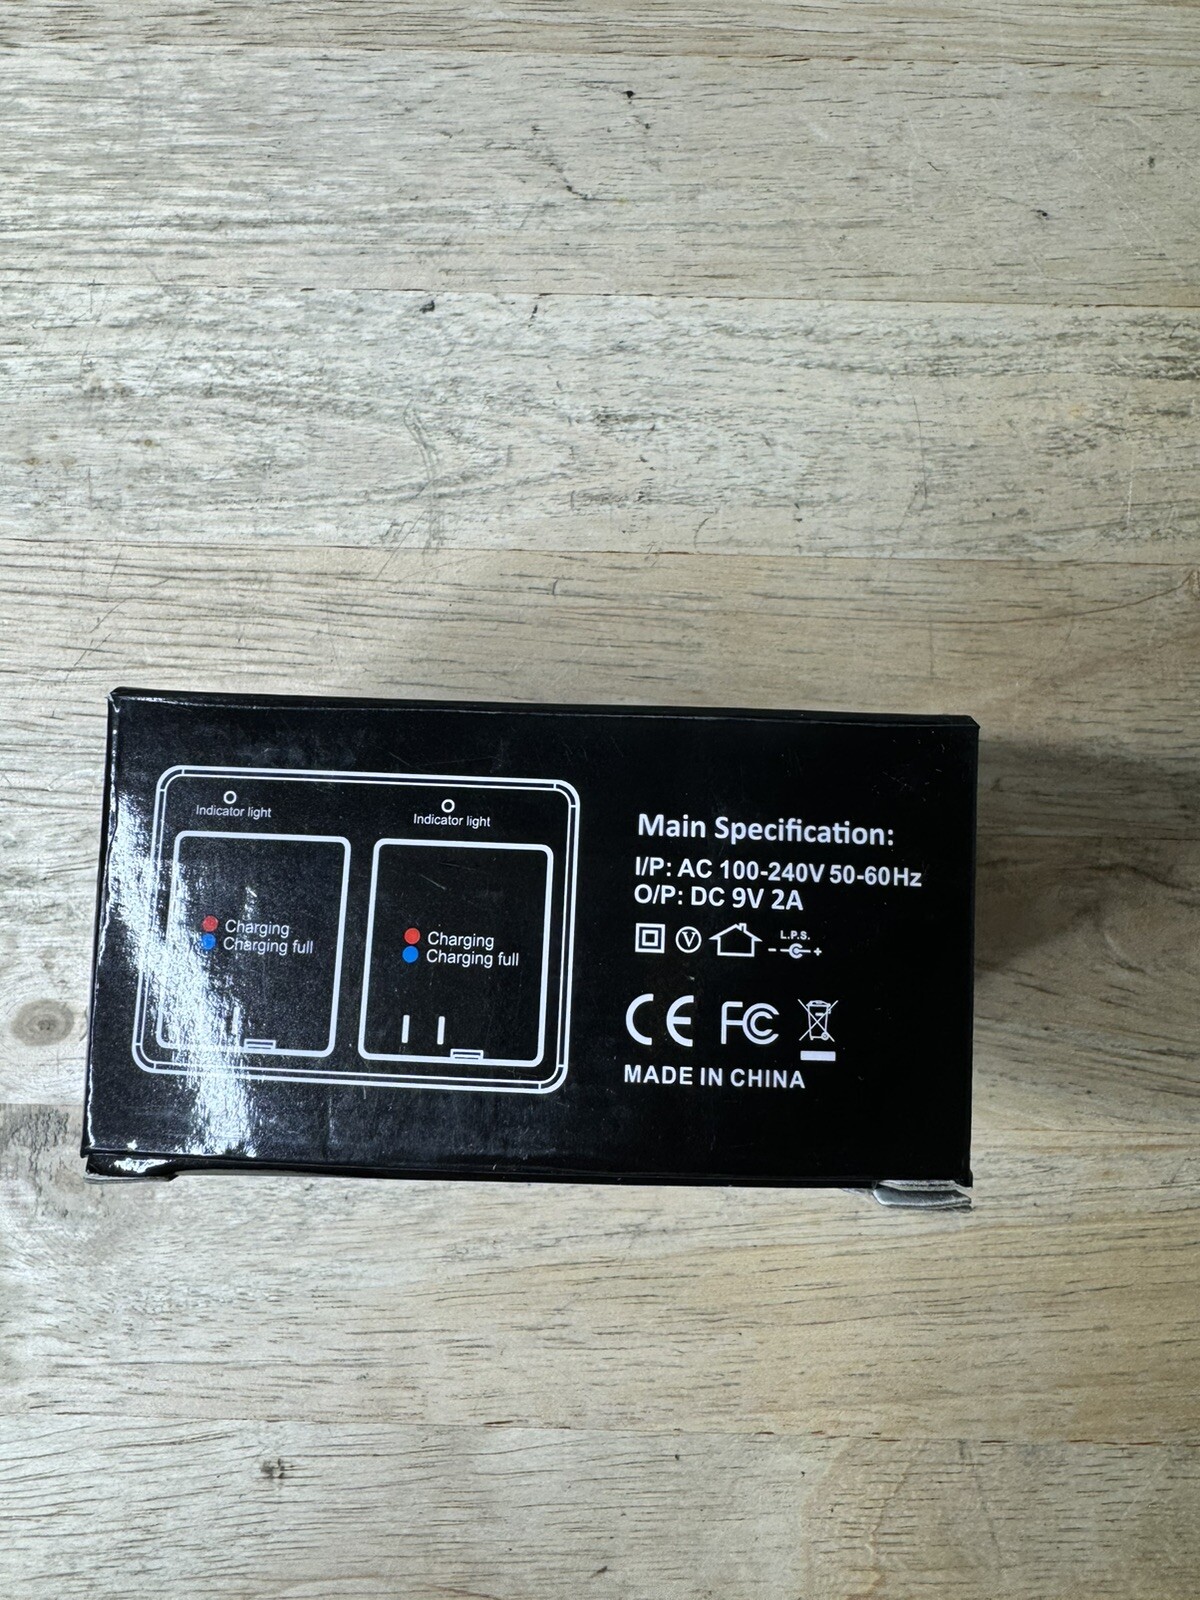 Indicator light
Indicator light
Charging
Charging full
Charging
Charging full
Main Specification:
I/P: AC 100-240V 50-60Hz
O/P: DC 9V 2A
V
L.P.S.
- C +
CE FC
MADE IN CHINA